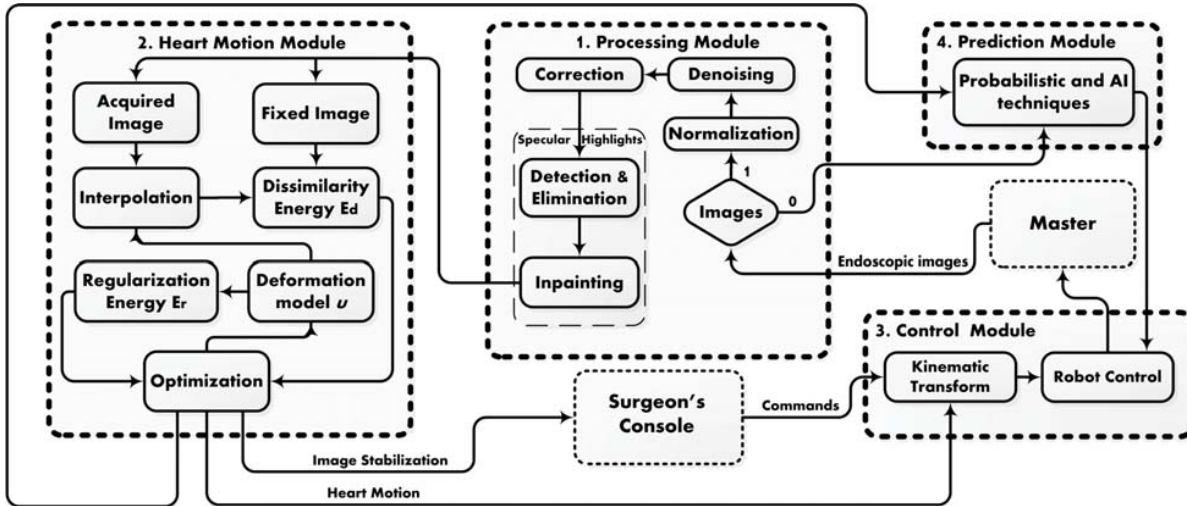 2. Heart Motion Module
Acquired
Image
Fixed Image
Interpolation
Dissimilarity
Energy Ed
Regularization
Energy Er
Deformation
model u
Optimization
1. Processing Module
Correction
Denoising
Normalization
Specular Highlights
Detection &
Elimination
Inpainting
Images
1
0
4. Prediction Module
Probabilistic and AI
techniques
Master
Endoscopic images
3. Control Module
Kinematic
Transform
Robot Control
Surgeon's
Console
Commands
Image Stabilization
Heart Motion